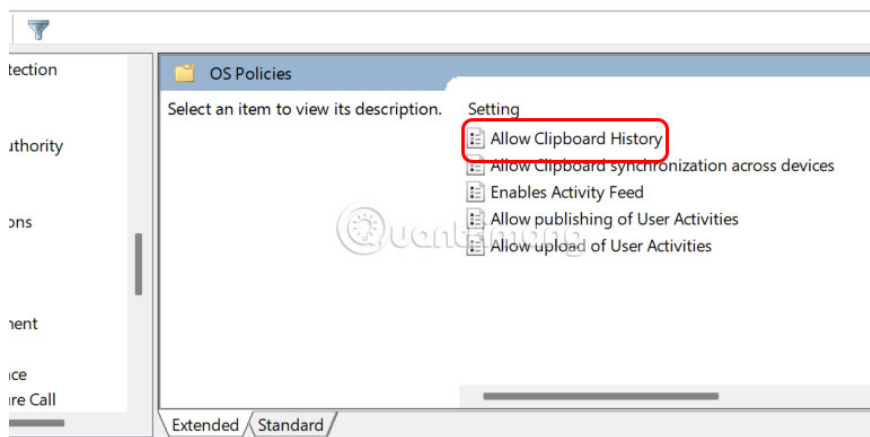 tection
uthority
ons
nent
ice
ire Call
OS Policies
Select an item to view its description.
Setting
Allow Clipboard History
Allow Clipboard synchronization across devices
Enables Activity Feed
Allow publishing of User Activities
Allow upload of User Activities
Quantrimang
Extended
Standard